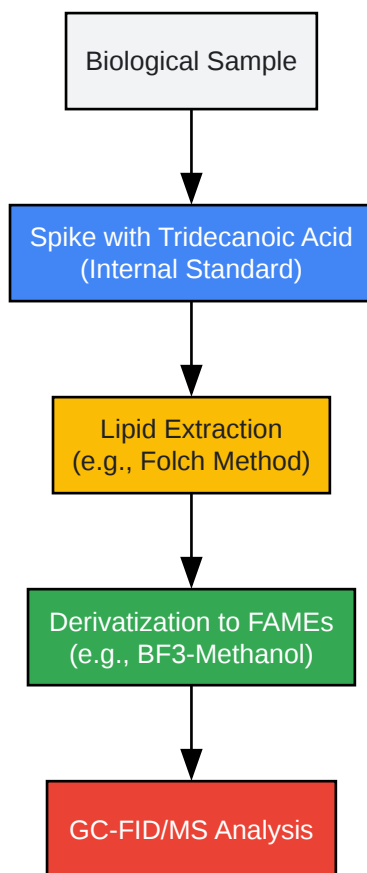 Biological Sample
Spike with Tridecanoic Acid
(Internal Standard)
Lipid Extraction
(e.g., Folch Method)
Derivatization to FAMEs
(e.g., BF3-Methanol)
GC-FID/MS Analysis